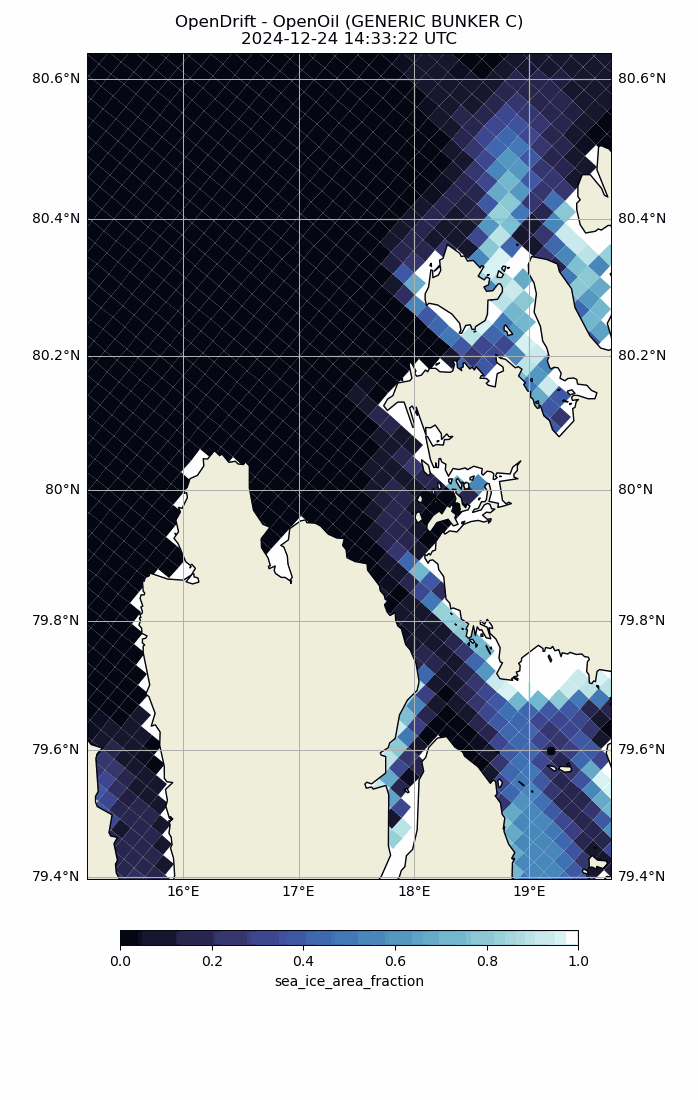 OpenDrift - OpenOil (GENERIC BUNKER C)
2024-12-24 14:33:22 UTC
80.6°N 80.6°N
80.4°N 80.4°N
80.2°N 80.2°N
80°N 80°N
79.8°N 79.8°N
79.6°N 79.6°N
79.4°N 79.4°N
16°E 17°E 18°E 19°E
0.0 0.2 0.4 0.6 0.8 1.0
sea_ice_area_fraction